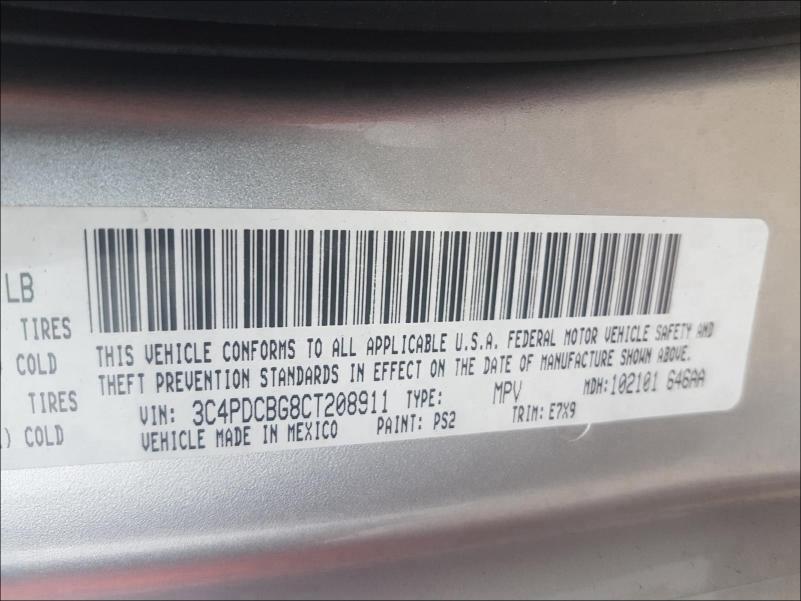 LB
TIRES
COLD
TIRES
) COLD
THIS VEHICLE CONFORMS TO ALL APPLICABLE U.S.A. FEDERAL MOTOR VEHICLE SAFETY AND
THEFT PREVENTION STANDARDS IN EFFECT ON THE DATE OF MANUFACTURE SHOWN ABOVE.
VIN: 3C4PDCBG8CT208911 TYPE: MPV MDH:102101 646AA
VEHICLE MADE IN MEXICO PAINT: PS2 TRIM: E7X9